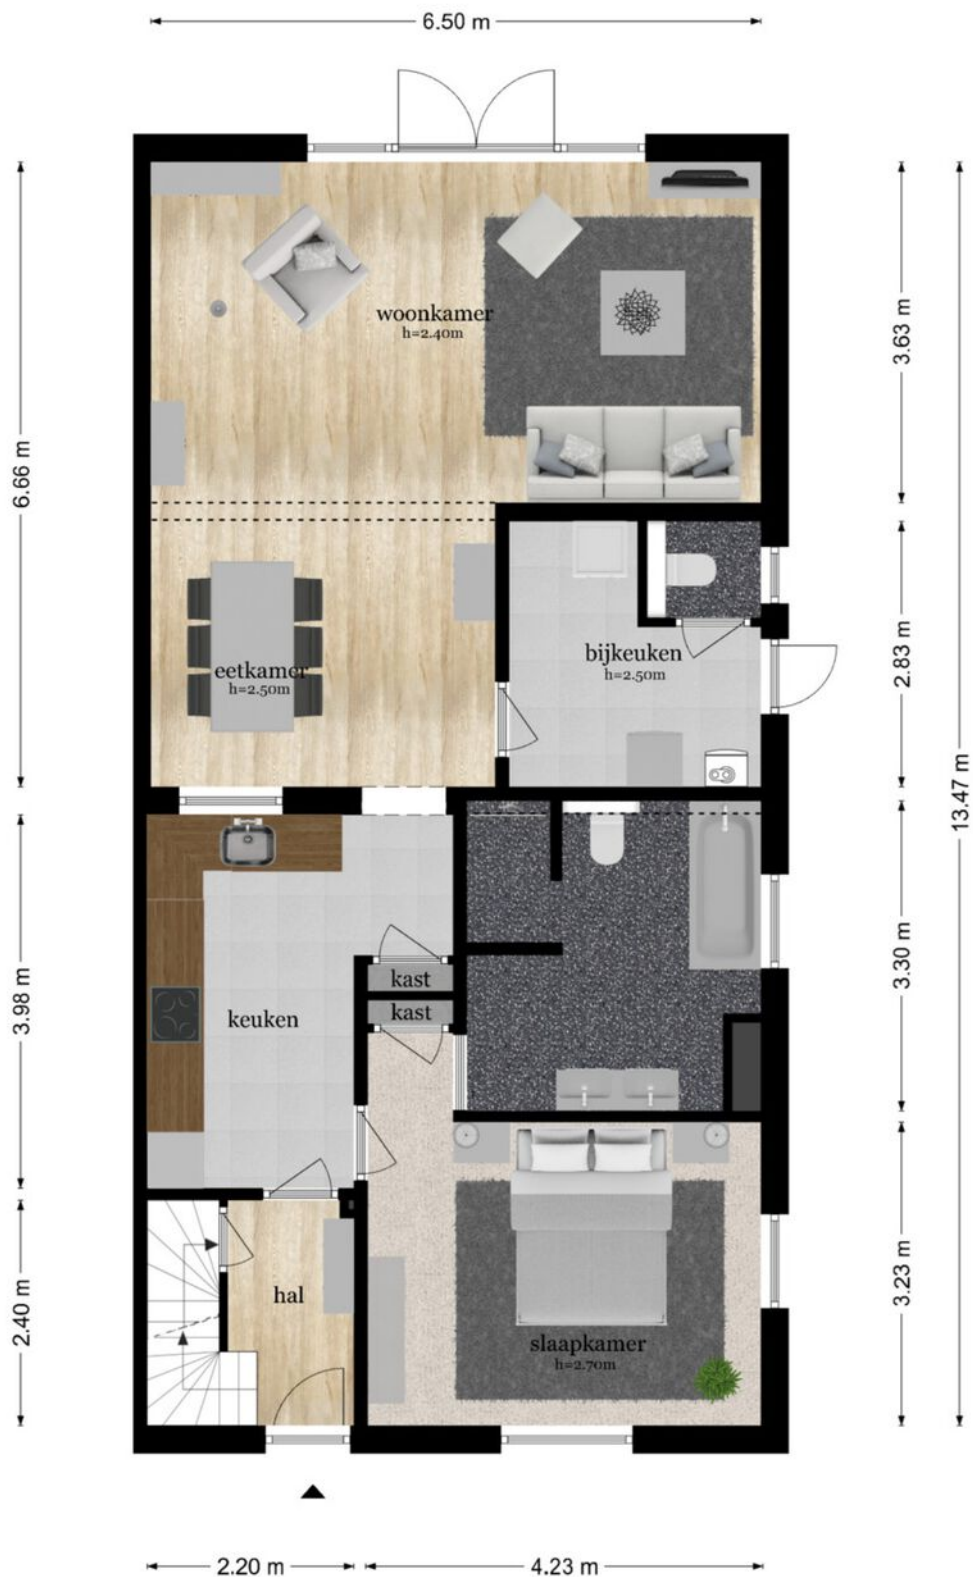 6.50 m
woonkamer
h=2.40m
3.63 m
6.66 m
eetkamer
h=2.50m
bijkeuken
h=2.50m
2.83 m
13.47 m
kast
kast
keuken
3.98 m
3.30 m
hal
2.40 m
slaapkamer
h=2.70m
3.23 m
2.20 m
4.23 m